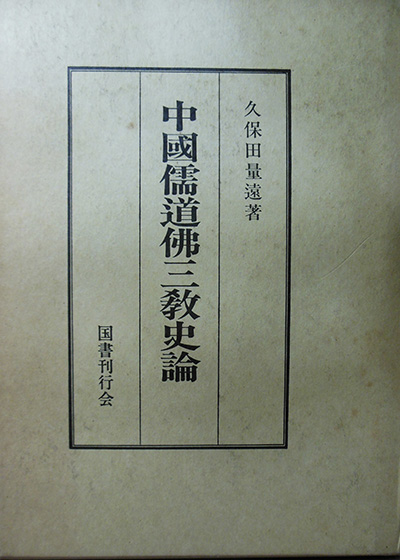 久保田量遠著
中國儒道佛三敎史論
国書刊行会